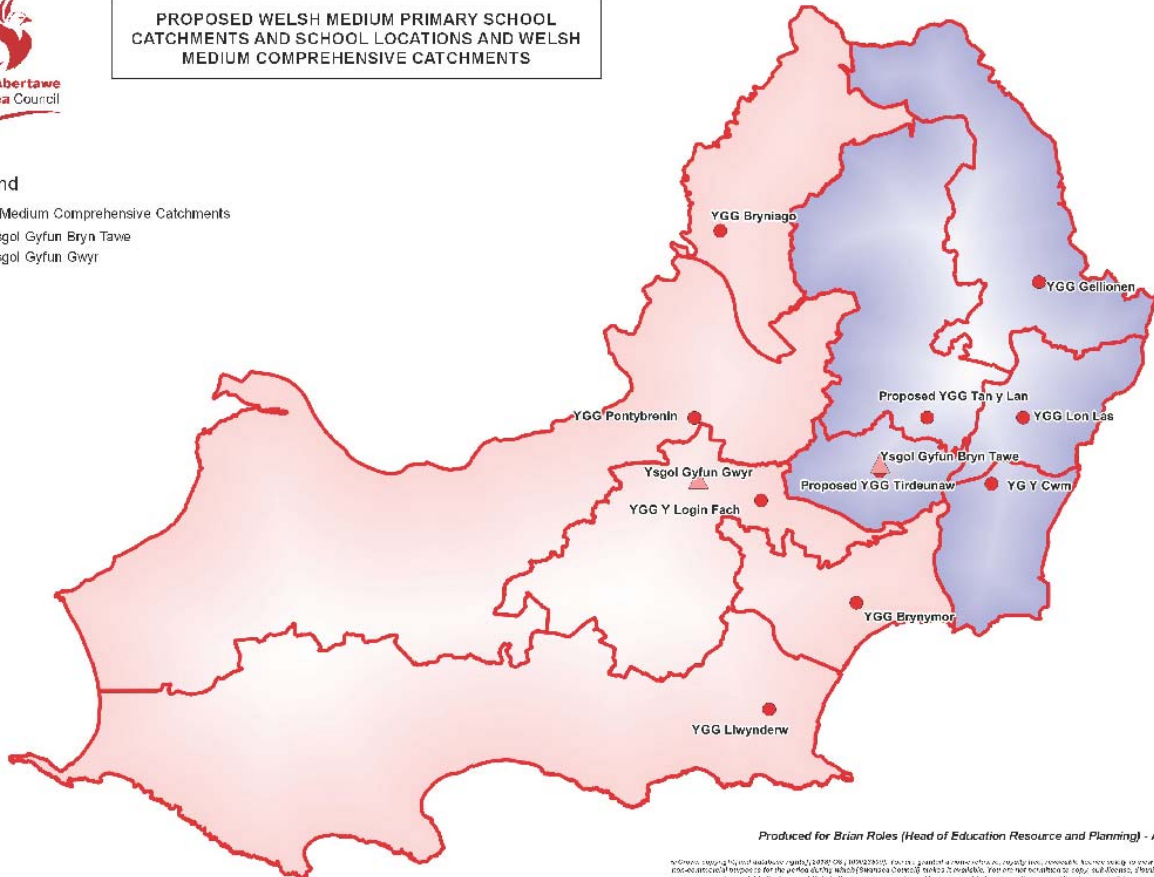 PROPOSED WELSH MEDIUM PRIMARY SCHOOL
CATCHMENTS AND SCHOOL LOCATIONS AND WELSH
MEDIUM COMPREHENSIVE CATCHMENTS
bertawe
ea Council
nd
Medium Comprehensive Catchments
sgol Gyfun Bryn Tawe
sgol Gyfun Gwyr
YGG Bryniago
YGG Gellionen
Proposed YGG Tan y Lan
YGG Pontybrenin
YGG Lon Las
Ysgol Gyfun Bryn Tawe
Ysgol Gyfun Gwyr
Proposed YGG Tirdeunaw
YG Y Cwm
YGG Y Login Fach
YGG Brynymor
YGG Llwynderw
Produced for Brian Roles (Head of Education Resource and Planning) -